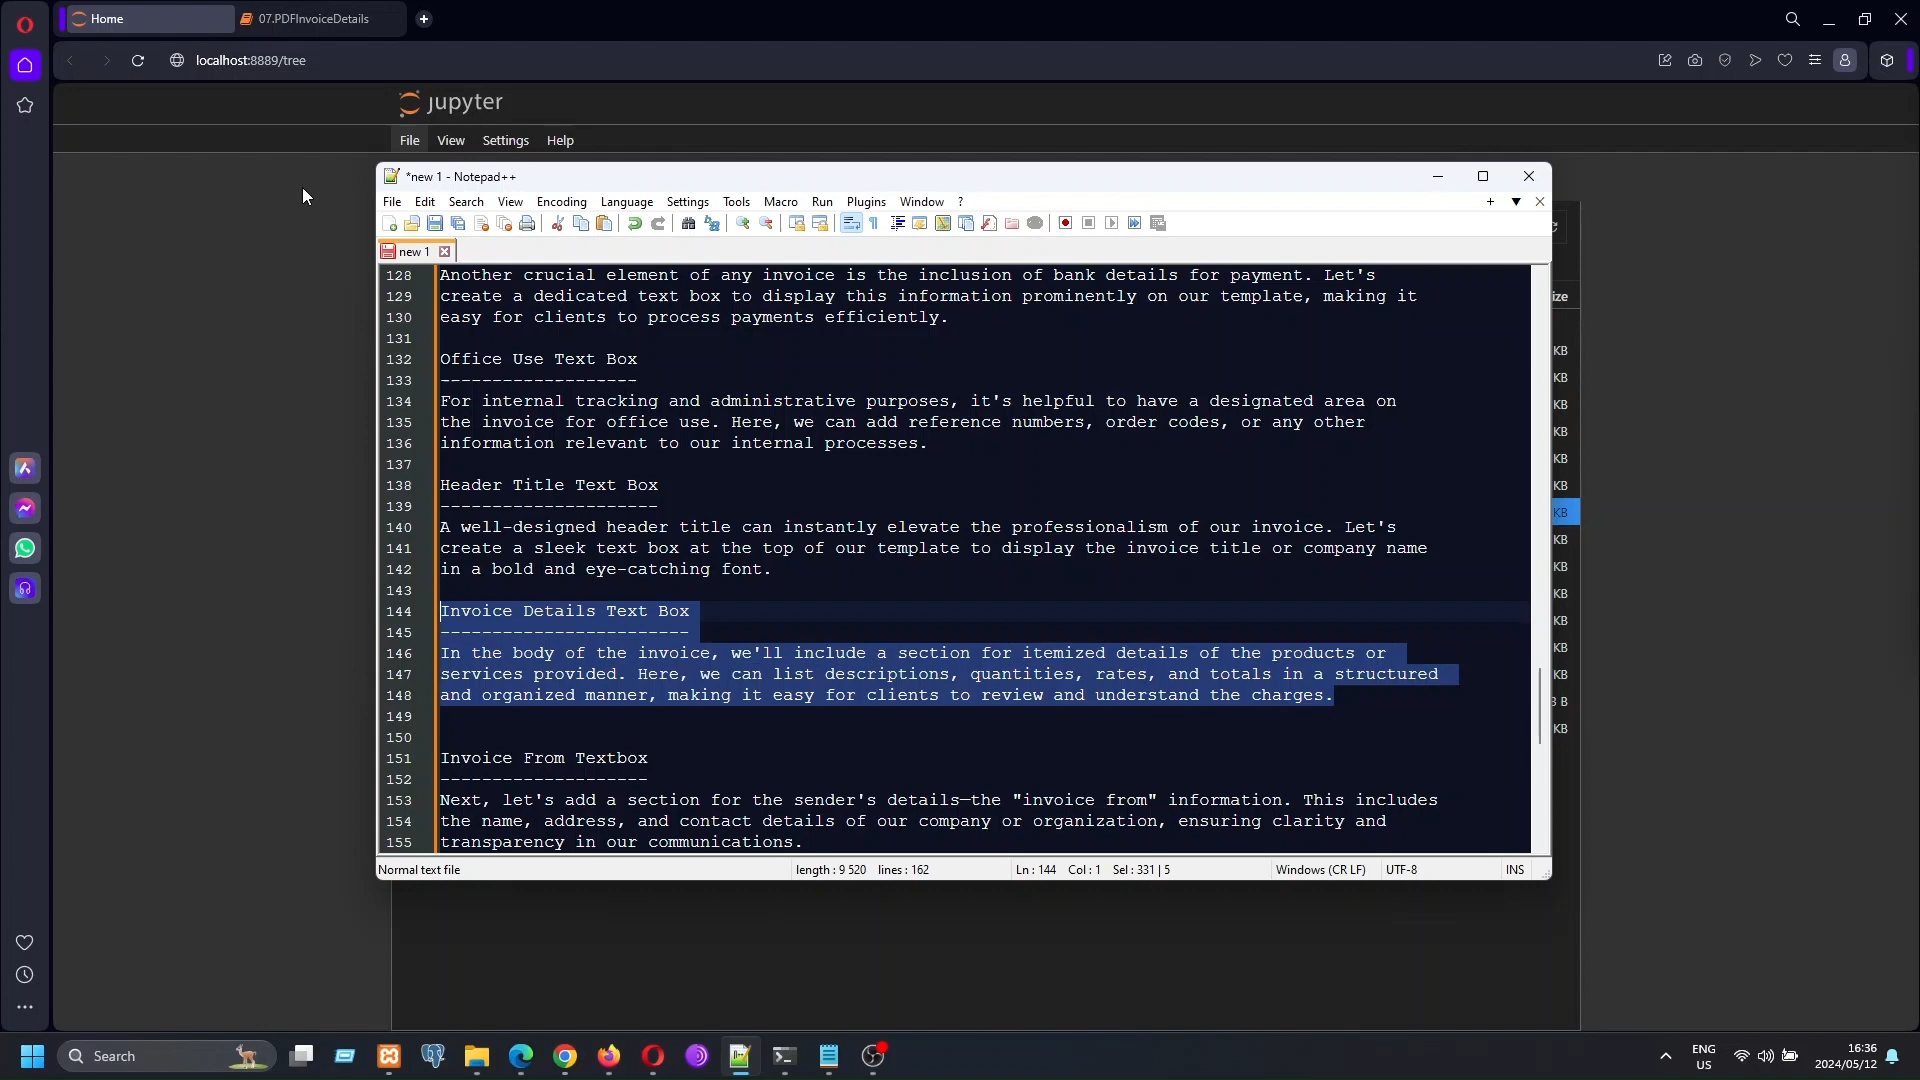 Home
07.PDFInvoiceDetails
localhost:8889/tree
jupyter
File View Settings Help
*new 1 - Notepad++
File Edit Search View Encoding Language Settings Tools Macro Run Plugins Window ?
new 1
ize
128 Another crucial element of any invoice is the inclusion of bank details for payment. Let's
129 create a dedicated text box to display this information prominently on our template, making it
130 easy for clients to process payments efficiently.
131
132 Office Use Text Box
133 -------------------
134 For internal tracking and administrative purposes, it's helpful to have a designated area on
135 the invoice for office use. Here, we can add reference numbers, order codes, or any other
136 information relevant to our internal processes.
137
138 Header Title Text Box
139 ---------------------
140 A well-designed header title can instantly elevate the professionalism of our invoice. Let's
141 create a sleek text box at the top of our template to display the invoice title or company name
142 in a bold and eye-catching font.
143
144 Invoice Details Text Box
145 ------------------------
146 In the body of the invoice, we'll include a section for itemized details of the products or
147 services provided. Here, we can list descriptions, quantities, rates, and totals in a structured
148 and organized manner, making it easy for clients to review and understand the charges.
149
150
151 Invoice From Textbox
152 --------------------
153 Next, let's add a section for the sender's details—the "invoice from" information. This includes
154 the name, address, and contact details of our company or organization, ensuring clarity and
155 transparency in our communications.
KB
KB
KB
KB
KB
KB
KB
KB
KB
KB
KB
KB
KB
B
KB
Normal text file length : 9 520 lines : 162 Ln : 144 Col : 1 Sel : 331 | 5 Windows (CR LF) UTF-8 INS
Search
ENG
US
16:36
2024/05/12